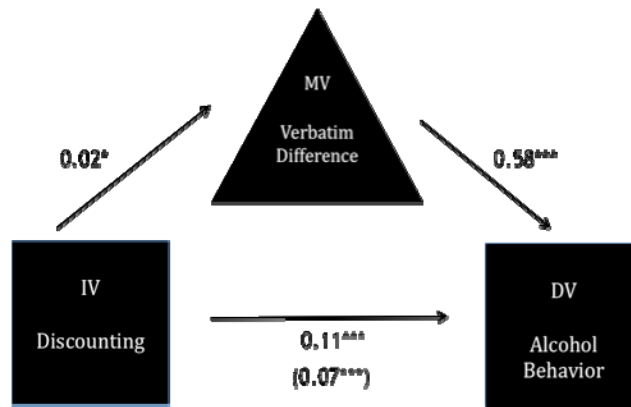 MV
Verbatim
Difference
0.02*
0.58***
IV
Discounting
0.11***
(0.07***)
DV
Alcohol
Behavior